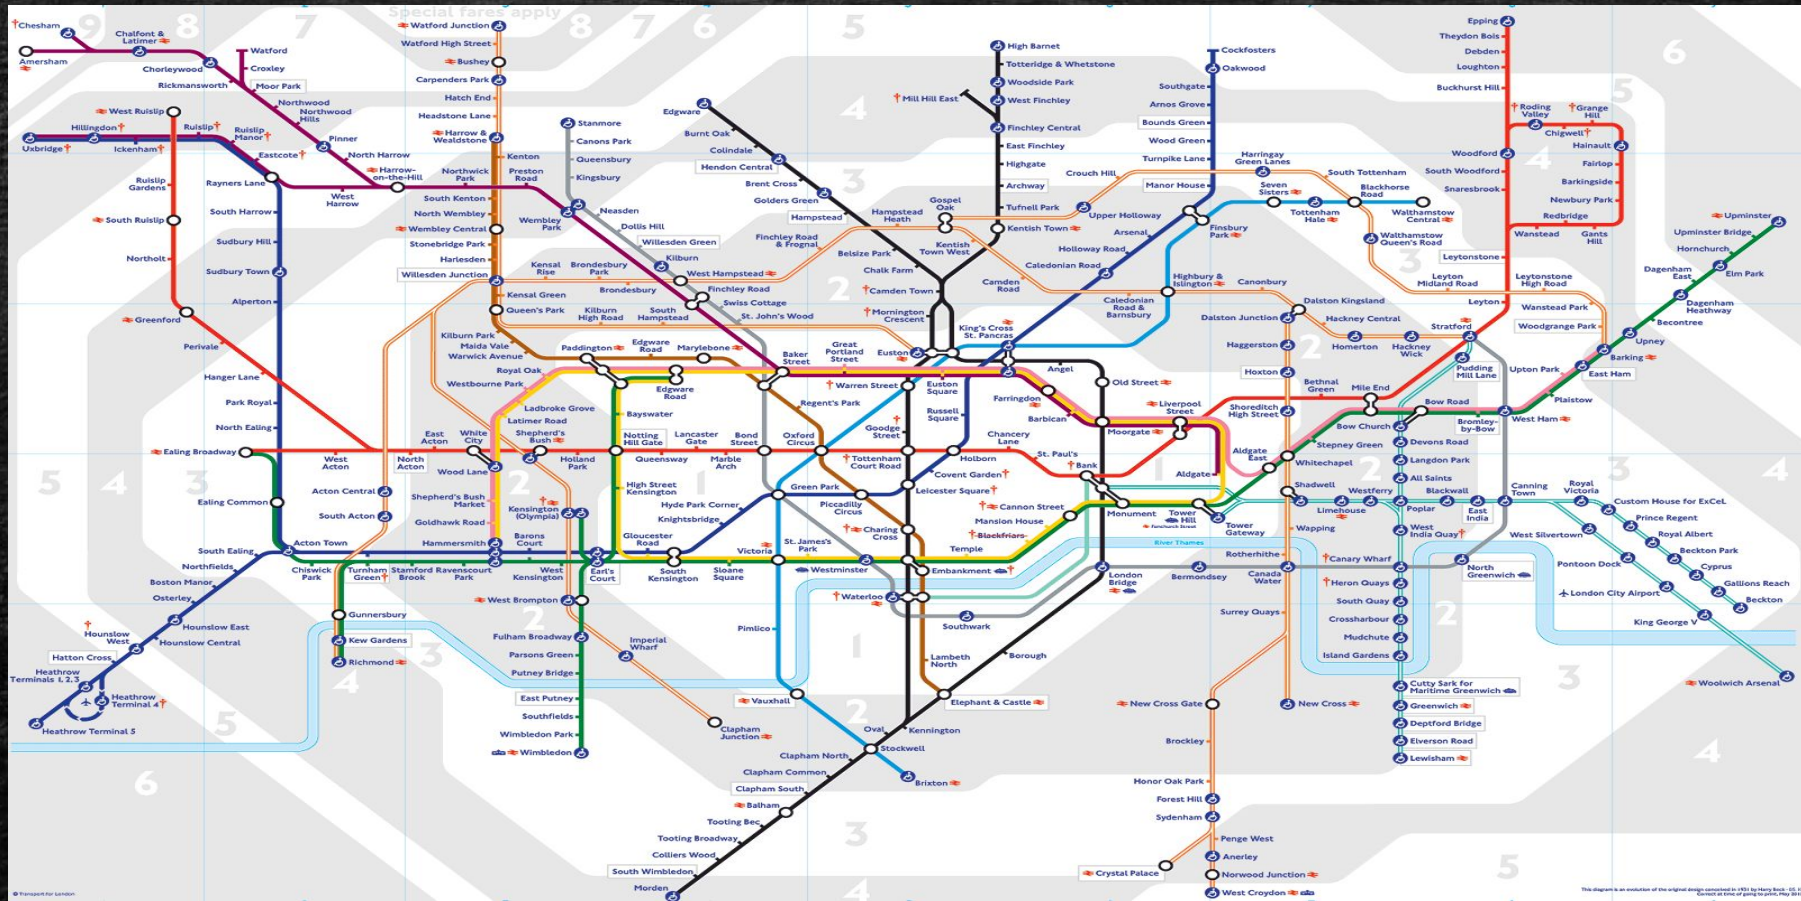 Special fares apply
Chesham
Chalfont &
Latimer
Amersham
Chorleywood
Rickmansworth
Watford
Croxley
Moor Park
Northwood
Northwood
Hills
Pinner
North Harrow
Harrow-
on-the-Hill
Northwick
Park
Preston
Road
West Ruislip
Hillingdon
Uxbridge
Ickenham
Ruislip
Ruislip
Manor
Eastcote
Rayners Lane
West
Harrow
Ruislip
Gardens
South Ruislip
Northolt
Greenford
Perivale
Hanger Lane
South Harrow
Sudbury Hill
Sudbury Town
Alperton
Park Royal
North Ealing
Ealing Broadway
Ealing Common
West
Acton
North
Acton
East
Acton
White
City
Shepherd's
Bush
Holland
Park
Notting
Hill Gate
Queensway
Lancaster
Gate
Marble
Arch
Bond
Street
Oxford
Circus
Tottenham
Court Road
Holborn
Chancery
Lane
St. Paul's
Bank
Watford Junction
Watford High Street
Bushey
Carpenders Park
Hatch End
Headstone Lane
Harrow &
Wealdstone
Kenton
South Kenton
North Wembley
Wembley Central
Stonebridge Park
Harlesden
Willesden Junction
Kensal Green
Queen's Park
Kilburn Park
Maida Vale
Warwick Avenue
Royal Oak
Westbourne Park
Ladbroke Grove
Latimer Road
Wood Lane
Shepherd's Bush
Market
Goldhawk Road
Hammersmith
Stanmore
Canons Park
Queensbury
Kingsbury
Wembley
Park
Neasden
Dollis Hill
Willesden Green
Kilburn
West Hampstead
Finchley Road
Swiss Cottage
St. John's Wood
Kensal
Rise
Brondesbury
Park
Brondesbury
Finchley Road
& Frognal
Kilburn
High Road
South
Hampstead
Paddington
Edgware
Road
Marylebone
Baker
Street
Great
Portland
Street
Edgware
Road
Bayswater
High Street
Kensington
Regent's Park
Edgware
Burnt Oak
Colindale
Hendon Central
Brent Cross
Golders Green
Hampstead
Belsize Park
Chalk Farm
Camden Town
Mornington
Crescent
Euston
Warren Street
Euston
Square
Goodge
Street
Russell
Square
Hampstead
Heath
Gospel
Oak
Kentish
Town West
Camden
Road
High Barnet
Totteridge & Whetstone
Woodside Park
West Finchley
Mill Hill East
Finchley Central
East Finchley
Highgate
Archway
Tufnell Park
Kentish Town
Cockfosters
Oakwood
Southgate
Arnos Grove
Bounds Green
Wood Green
Turnpike Lane
Manor House
Arsenal
Holloway Road
Caledonian Road
King's Cross
St. Pancras
Finsbury
Park
Crouch Hill
Upper Holloway
Harringay
Green Lanes
Seven
Sisters
Tottenham
Hale
South Tottenham
Blackhorse
Road
Walthamstow
Central
Walthamstow
Queen's Road
Leyton
Midland Road
Leytonstone
High Road
Wanstead Park
Woodgrange Park
Barking
Highbury &
Islington
Caledonian
Road &
Barnsbury
Canonbury
Dalston Kingsland
Dalston Junction
Hackney Central
Homerton
Hackney
Wick
Stratford
Haggerston
Hoxton
Shoreditch
High Street
Whitechapel
Shadwell
Wapping
Rotherhithe
Canada
Water
Surrey Quays
New Cross Gate
New Cross
Brockley
Honor Oak Park
Forest Hill
Sydenham
Penge West
Anerley
Norwood Junction
West Croydon
Crystal Palace
Epping
Theydon Bois
Debden
Loughton
Buckhurst Hill
Roding
Valley
Grange
Hill
Chigwell
Hainault
Fairlop
Barkingside
Newbury Park
Redbridge
Gants
Hill
Wanstead
Woodford
South Woodford
Snaresbrook
Leytonstone
Leyton
Pudding
Mill Lane
Mile End
Bethnal
Green
Liverpool
Street
Upminster
Upminster Bridge
Hornchurch
Elm Park
Dagenham
East
Dagenham
Heathway
Becontree
Upney
East Ham
Upton Park
Plaistow
West Ham
Bromley-
by-Bow
Bow Road
Bow Church
Stepney Green
Aldgate
East
Aldgate
Angel
Old Street
Moorgate
Barbican
Farringdon
Covent Garden
Leicester Square
Piccadilly
Circus
Green Park
Hyde Park Corner
Knightsbridge
Charing
Cross
Embankment
Temple
Blackfriars
Mansion House
Cannon Street
Monument
Tower
Hill
Fenchurch Street
Tower
Gateway
Devons Road
Langdon Park
All Saints
Poplar
Limehouse
Westferry
Blackwall
East
India
Canning
Town
Royal
Victoria
Custom House for ExCeL
Prince Regent
Royal Albert
Beckton Park
Cyprus
Gallions Reach
Beckton
West Silvertown
Pontoon Dock
London City Airport
King George V
Woolwich Arsenal
West
India Quay
Canary Wharf
Heron Quays
South Quay
Crossharbour
Mudchute
Island Gardens
Cutty Sark for
Maritime Greenwich
Greenwich
Deptford Bridge
Elverson Road
Lewisham
North
Greenwich
Bermondsey
London
Bridge
Southwark
Waterloo
Westminster
St. James's
Park
Victoria
Sloane
Square
South
Kensington
Gloucester
Road
Earl's
Court
Barons
Court
West
Kensington
Kensington
(Olympia)
River Thames
Acton Central
South Acton
Acton Town
South Ealing
Northfields
Boston Manor
Osterley
Hounslow East
Hounslow Central
Hounslow
West
Hatton Cross
Heathrow
Terminals 1, 2, 3
Heathrow
Terminal 4
Heathrow Terminal 5
Chiswick
Park
Turnham
Green
Stamford
Brook
Ravenscourt
Park
Gunnersbury
Kew Gardens
Richmond
West Brompton
Fulham Broadway
Parsons Green
Putney Bridge
East Putney
Southfields
Wimbledon Park
Wimbledon
Imperial
Wharf
Clapham
Junction
Pimlico
Vauxhall
Stockwell
Brixton
Lambeth
North
Elephant & Castle
Borough
Kennington
Oval
Clapham North
Clapham Common
Clapham South
Balham
Tooting Bec
Tooting Broadway
Colliers Wood
South Wimbledon
Morden
© Transport for London